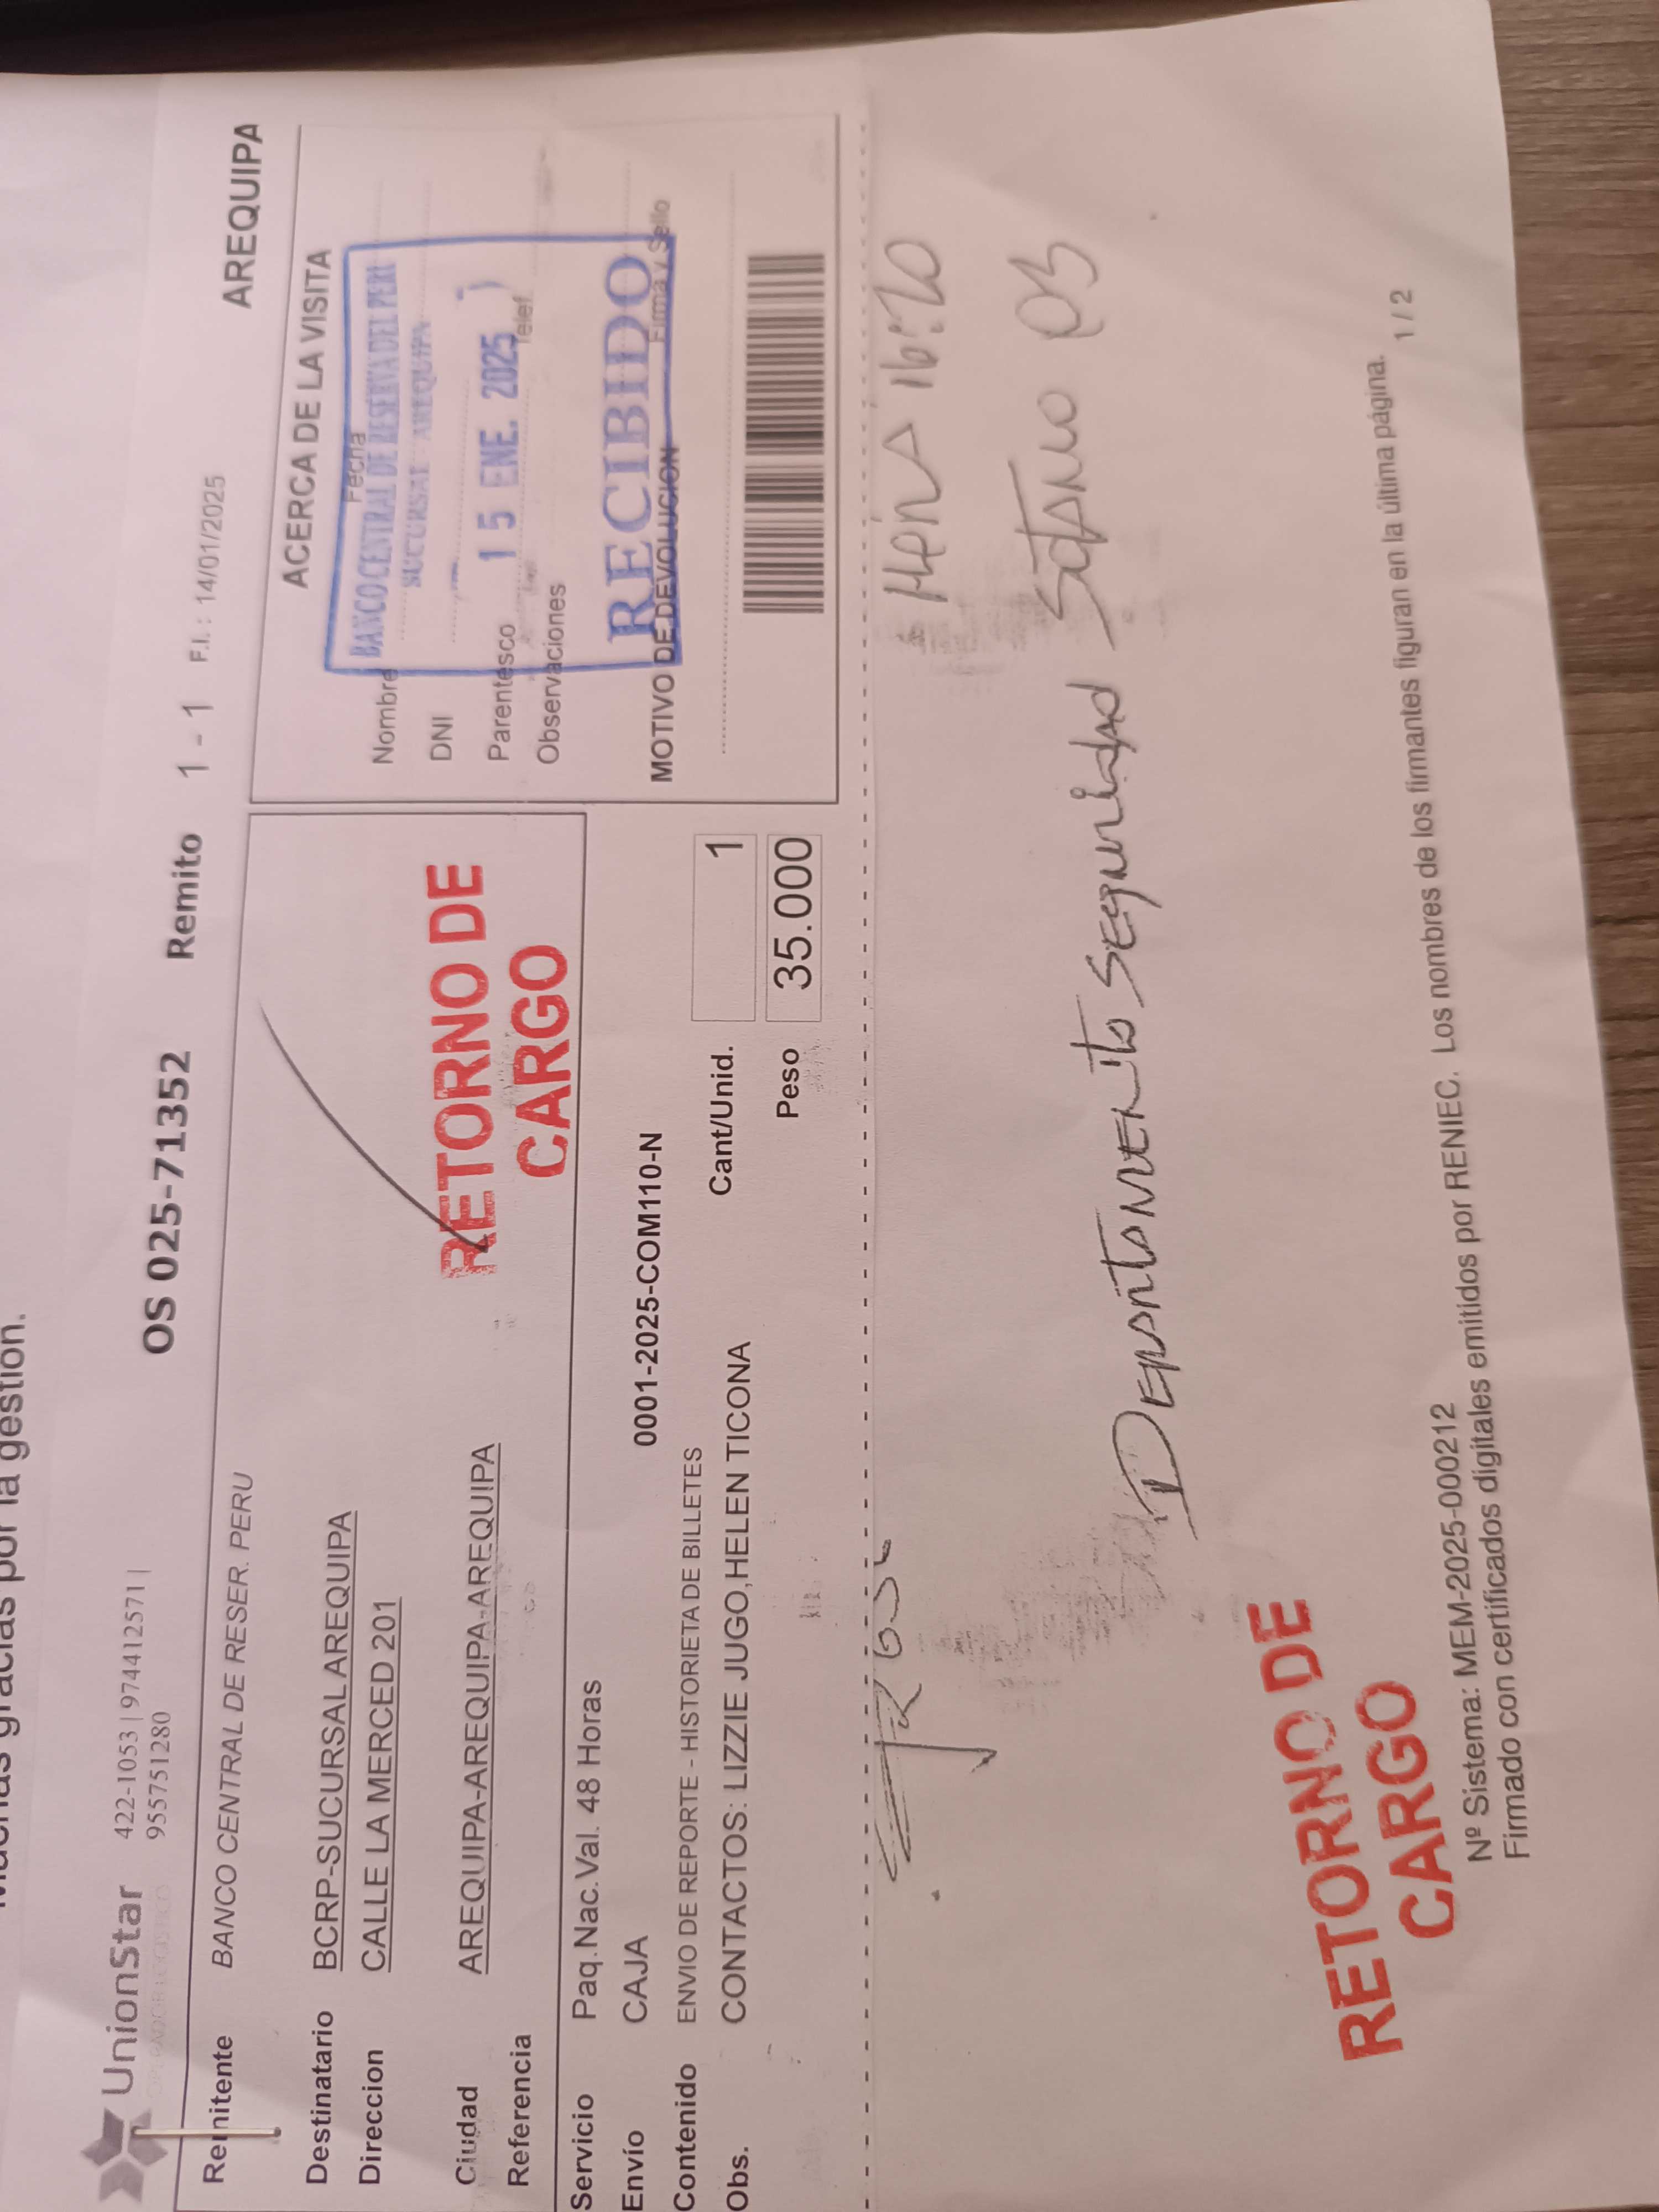 Muchas gracias por la gestión.
UnionStar 422-1053 | 974412571 |
955751280
OPERADOR LOGISTICO
OS 025-71352 Remito 1 - 1 F.I. : 14/01/2025
AREQUIPA
Remitente BANCO CENTRAL DE RESER. PERU
Destinatario BCRP-SUCURSAL AREQUIPA
Direccion CALLE LA MERCED 201
Ciudad AREQUIPA-AREQUIPA-AREQUIPA
Referencia
RETORNO DE
CARGO
Servicio Paq.Nac.Val. 48 Horas
Envío CAJA 0001-2025-COM110-N
Contenido ENVIO DE REPORTE - HISTORIETA DE BILLETES
Obs. CONTACTOS: LIZZIE JUGO,HELEN TICONA
Cant/Unid. 1
Peso 35.000
ACERCA DE LA VISITA
Nombre Fecha
DNI
Parentesco Telef.
Observaciones
BANCO CENTRAL DE RESERVA DEL PERU
SUCURSAL AREQUIPA
15 ENE. 2025
RECIBIDO
Firma y Sello
MOTIVO DE DEVOLUCION
Hora 16:20
Departamento Seguridad Sotano 03
RETORNO DE
CARGO
Nº Sistema: MEM-2025-000212
Firmado con certificados digitales emitidos por RENIEC. Los nombres de los firmantes figuran en la última página.
1 / 2